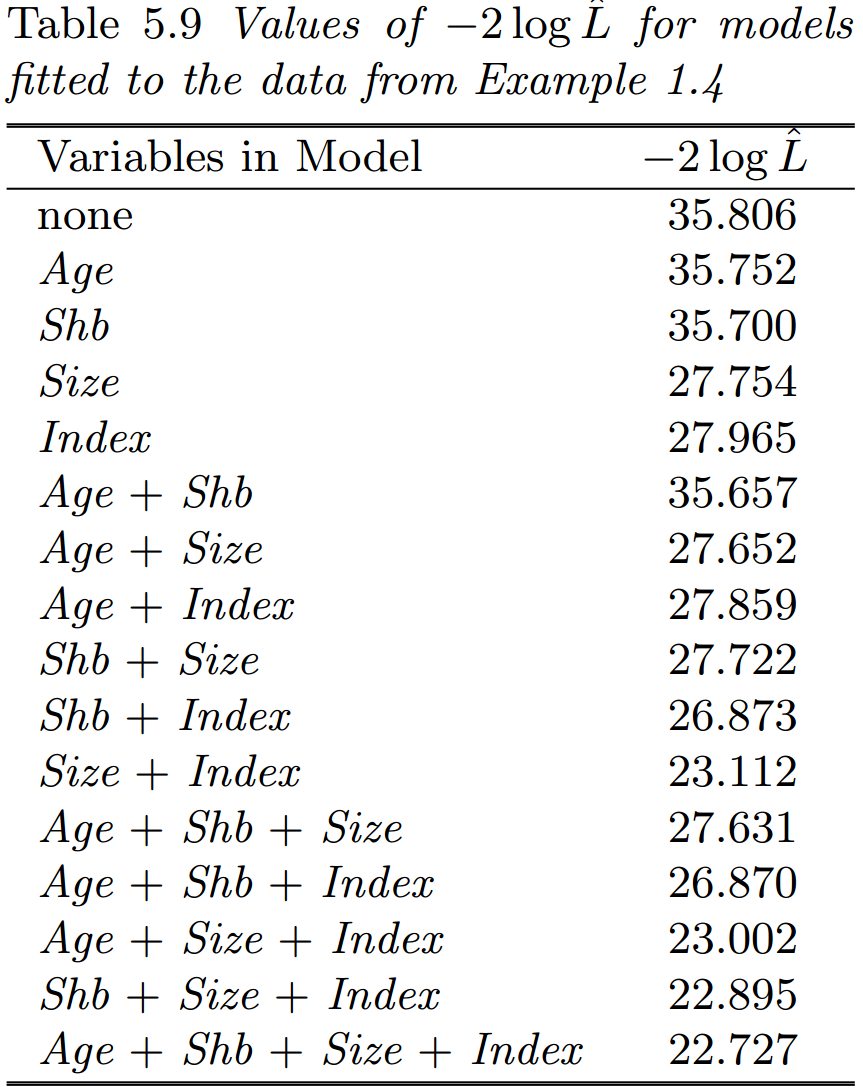 Table 5.9 Values of −2 log L̂ for models
fitted to the data from Example 1.4
Variables in Model −2 log L̂
none 35.806
Age 35.752
Shb 35.700
Size 27.754
Index 27.965
Age + Shb 35.657
Age + Size 27.652
Age + Index 27.859
Shb + Size 27.722
Shb + Index 26.873
Size + Index 23.112
Age + Shb + Size 27.631
Age + Shb + Index 26.870
Age + Size + Index 23.002
Shb + Size + Index 22.895
Age + Shb + Size + Index 22.727